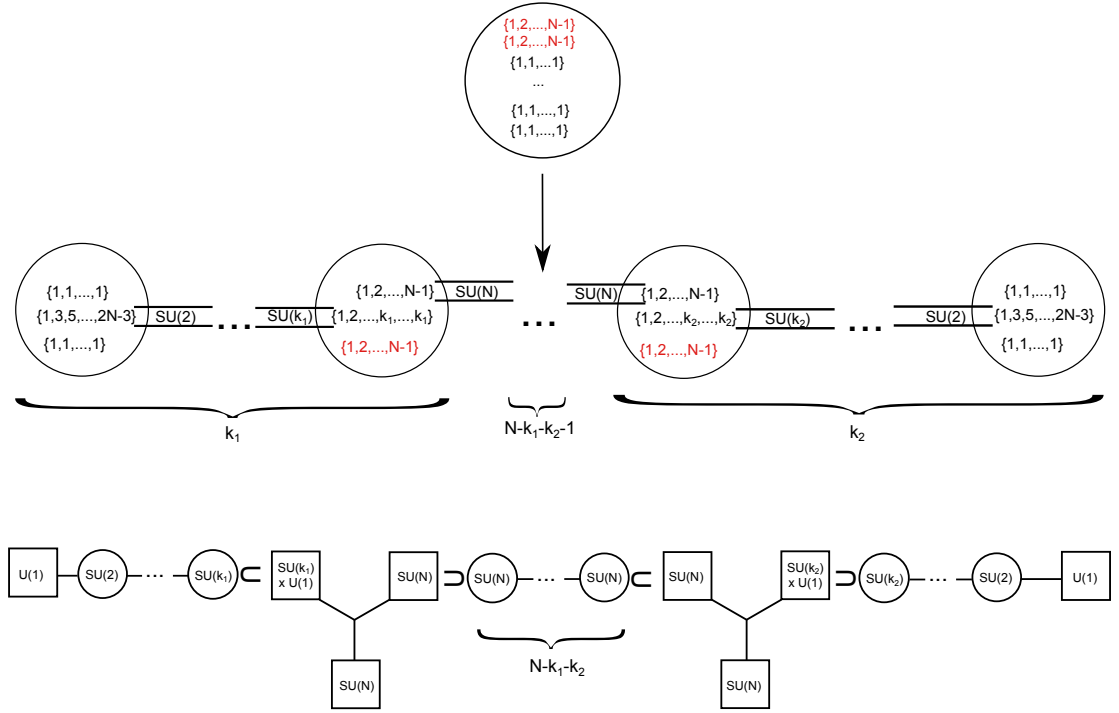 {1,2,...,N-1}
{1,2,...,N-1}
{1,1,...1}
...
{1,1,...,1}
{1,1,...,1}
{1,1,...,1}
{1,3,5,...,2N-3}
{1,1,...,1}
SU(2)
...
SU(k₁)
{1,2,...,N-1}
{1,2,...,k₁,...,k₁}
{1,2,...,N-1}
SU(N)
...
SU(N)
{1,2,...,N-1}
{1,2,...,k₂,...,k₂}
{1,2,...,N-1}
SU(k₂)
...
SU(2)
{1,1,...,1}
{1,3,5,...,2N-3}
{1,1,...,1}
k₁
N-k₁-k₂-1
k₂
U(1)
SU(2)
...
SU(k₁)
SU(k₁)
x U(1)
SU(N)
SU(N)
SU(N)
...
SU(N)
SU(N)
SU(k₂)
x U(1)
SU(N)
SU(k₂)
...
SU(2)
U(1)
N-k₁-k₂